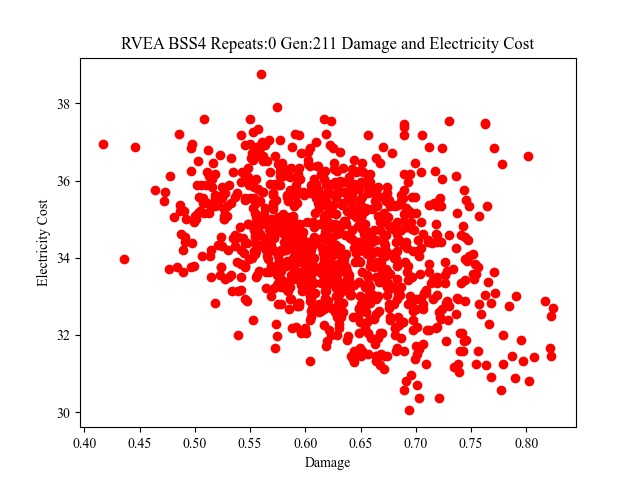 RVEA BSS4 Repeats:0 Gen:211 Damage and Electricity Cost
38
36
34
32
30
Electricity Cost
0.40 0.45 0.50 0.55 0.60 0.65 0.70 0.75 0.80
Damage